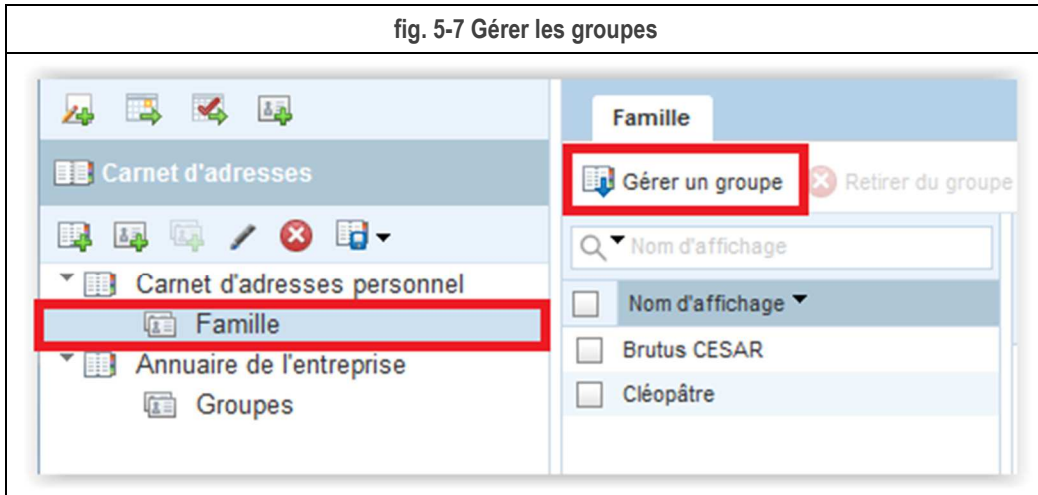 fig. 5-7 Gérer les groupes
Carnet d'adresses
Carnet d'adresses personnel
Famille
Annuaire de l'entreprise
Groupes
Famille
Gérer un groupe Retirer du groupe
Nom d'affichage
Nom d'affichage
Brutus CESAR
Cléopâtre